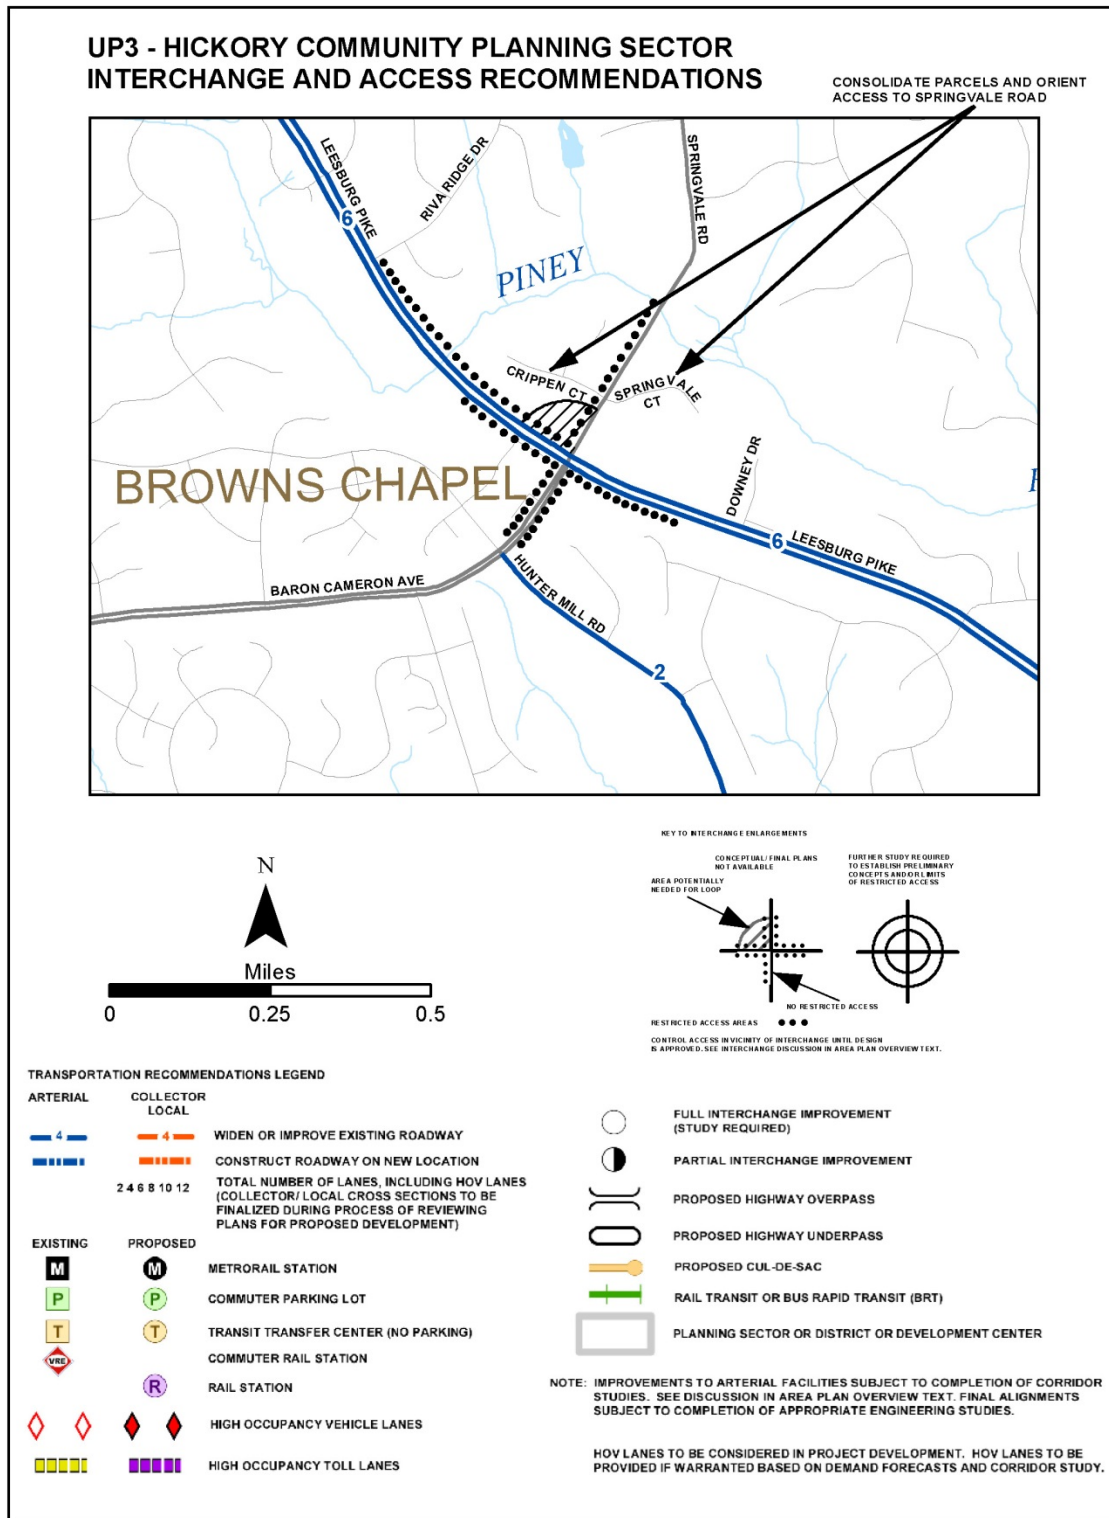 UP3 - HICKORY COMMUNITY PLANNING SECTOR
INTERCHANGE AND ACCESS RECOMMENDATIONS
CONSOLIDATE PARCELS AND ORIENT
ACCESS TO SPRINGVALE ROAD
LEESBURG PIKE
6
RIVA RIDGE DR
SPRINGVALE RD
PINEY
CRIPPEN CT
SPRINGVALE
CT
BROWNS CHAPEL
DOWNEY DR
6
LEESBURG PIKE
BARON CAMERON AVE
HUNTER MILL RD
2
N
Miles
0 0.25 0.5
KEY TO INTERCHANGE ENLARGEMENTS
CONCEPTUAL/ FINAL PLANS
NOT AVAILABLE
AREA POTENTIALLY
NEEDED FOR LOOP
FURTHER STUDY REQUIRED
TO ESTABLISH PRELIMINARY
CONCEPTS AND/OR LIMITS
OF RESTRICTED ACCESS
NO RESTRICTED ACCESS
RESTRICTED ACCESS AREAS
CONTROL ACCESS IN VICINITY OF INTERCHANGE UNTIL DESIGN
IS APPROVED. SEE INTERCHANGE DISCUSSION IN AREA PLAN OVERVIEW TEXT.
TRANSPORTATION RECOMMENDATIONS LEGEND
ARTERIAL
COLLECTOR
LOCAL
4 4 WIDEN OR IMPROVE EXISTING ROADWAY
CONSTRUCT ROADWAY ON NEW LOCATION
2 4 6 8 10 12 TOTAL NUMBER OF LANES, INCLUDING HOV LANES
(COLLECTOR/ LOCAL CROSS SECTIONS TO BE
FINALIZED DURING PROCESS OF REVIEWING
PLANS FOR PROPOSED DEVELOPMENT)
EXISTING PROPOSED
M M METRORAIL STATION
P P COMMUTER PARKING LOT
T T TRANSIT TRANSFER CENTER (NO PARKING)
VRE COMMUTER RAIL STATION
R RAIL STATION
HIGH OCCUPANCY VEHICLE LANES
HIGH OCCUPANCY TOLL LANES
FULL INTERCHANGE IMPROVEMENT
(STUDY REQUIRED)
PARTIAL INTERCHANGE IMPROVEMENT
PROPOSED HIGHWAY OVERPASS
PROPOSED HIGHWAY UNDERPASS
PROPOSED CUL-DE-SAC
RAIL TRANSIT OR BUS RAPID TRANSIT (BRT)
PLANNING SECTOR OR DISTRICT OR DEVELOPMENT CENTER
NOTE: IMPROVEMENTS TO ARTERIAL FACILITIES SUBJECT TO COMPLETION OF CORRIDOR
STUDIES. SEE DISCUSSION IN AREA PLAN OVERVIEW TEXT. FINAL ALIGNMENTS
SUBJECT TO COMPLETION OF APPROPRIATE ENGINEERING STUDIES.
HOV LANES TO BE CONSIDERED IN PROJECT DEVELOPMENT. HOV LANES TO BE
PROVIDED IF WARRANTED BASED ON DEMAND FORECASTS AND CORRIDOR STUDY.